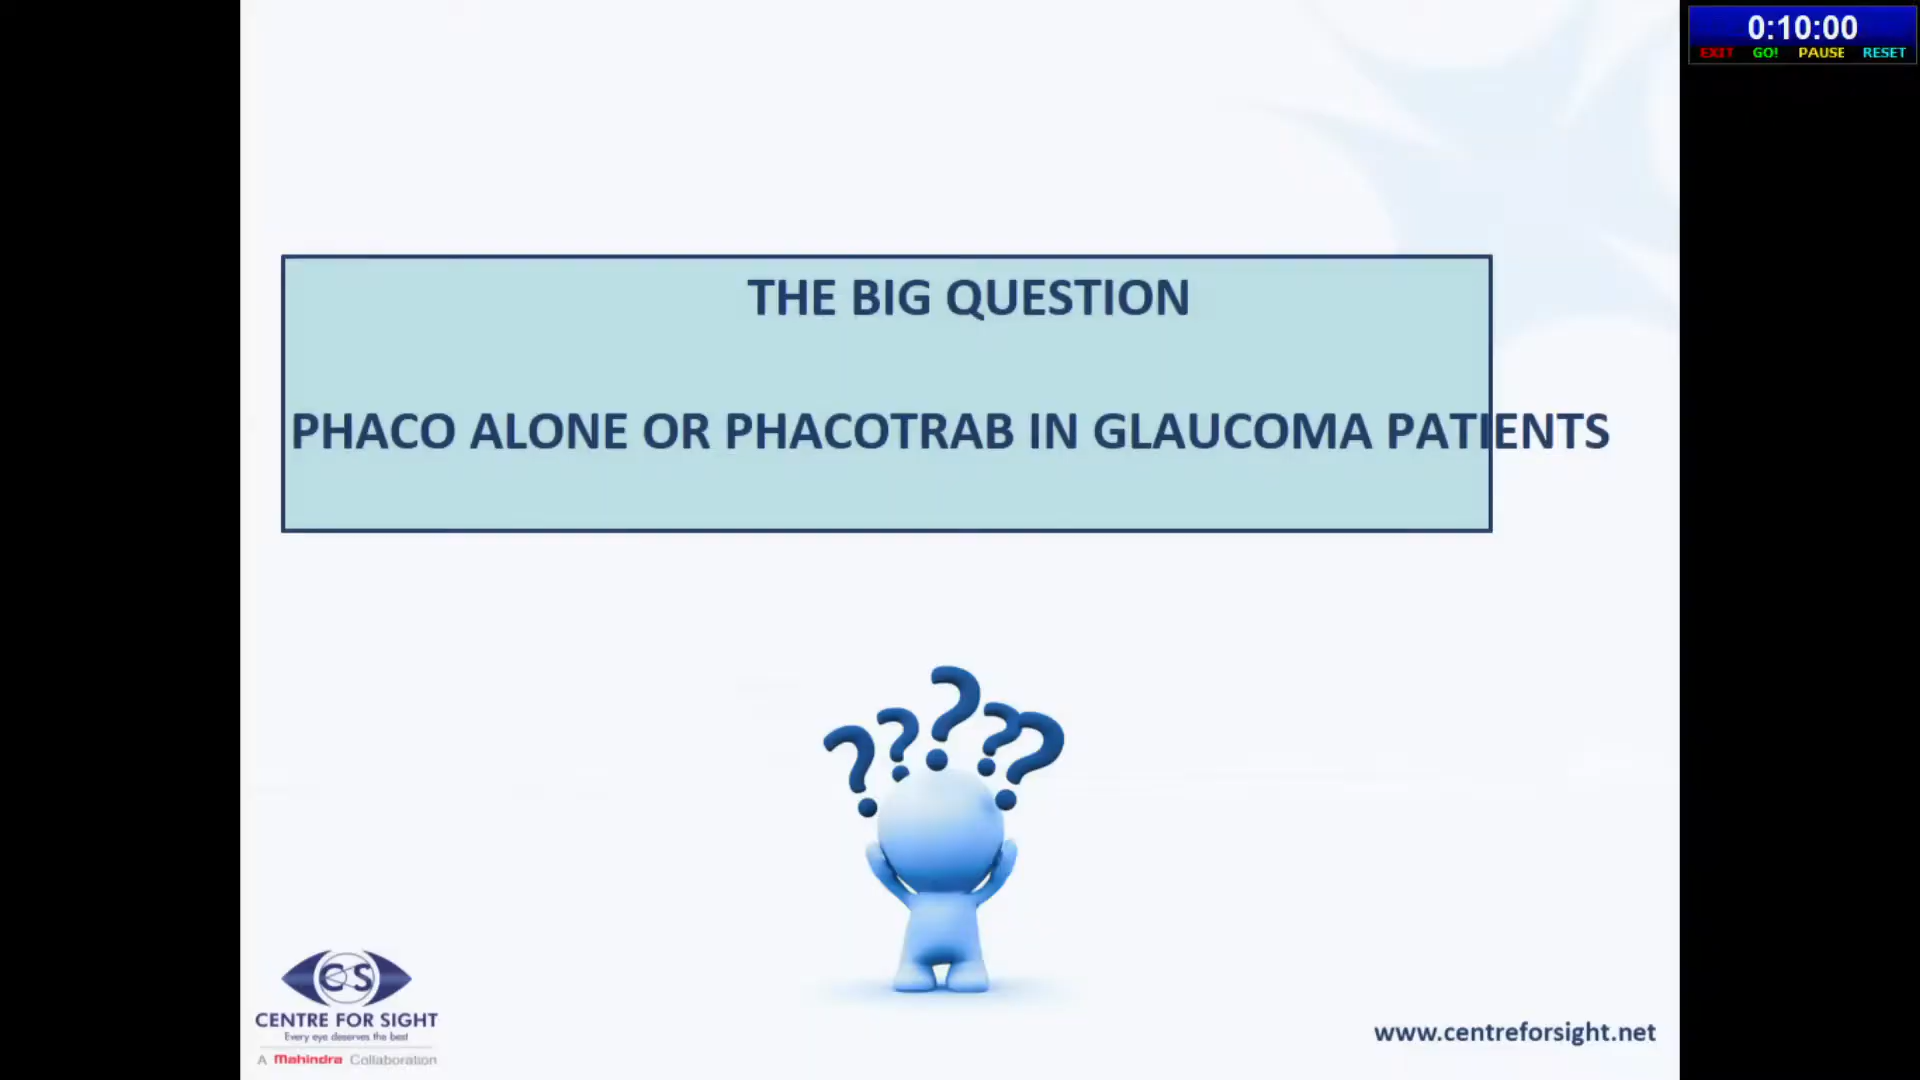 0:10:00
EXIT GO! PAUSE RESET
THE BIG QUESTION
PHACO ALONE OR PHACOTRAB IN GLAUCOMA PATIENTS
? ? ? ? ?
CS
CENTRE FOR SIGHT
Every eye deserves the best
A Mahindra Collaboration
www.centreforsight.net